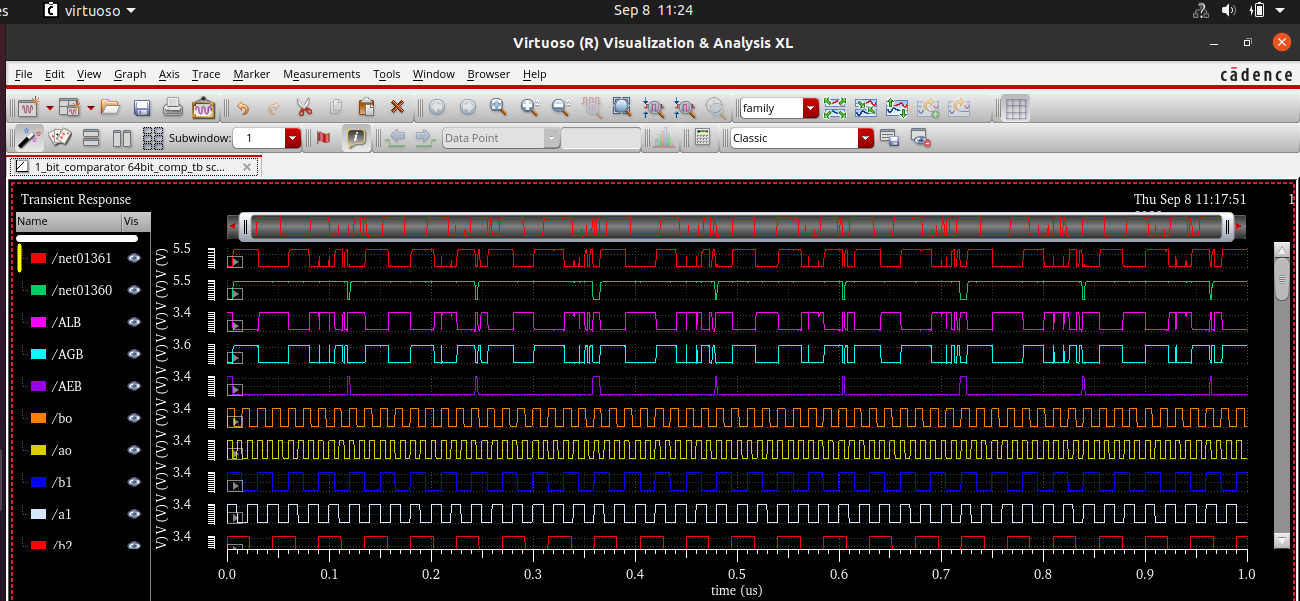 es virtuoso Sep 8 11:24
Virtuoso (R) Visualization & Analysis XL
File Edit View Graph Axis Trace Marker Measurements Tools Window Browser Help
cādence
family
Subwindow: 1 Data Point Classic
1_bit_comparator 64bit_comp_tb sc...
Transient Response Thu Sep 8 11:17:51 1
Name Vis
/net01361 V (V) 5.5
/net01360 V (V) 5.5
/ALB V (V) 3.4
/AGB V (V) 3.6
/AEB V (V) 3.4
/bo V (V) 3.4
/ao V (V) 3.4
/b1 V (V) 3.4
/a1 V (V) 3.4
/b2 V (V) 3.4
0.0 0.1 0.2 0.3 0.4 0.5 0.6 0.7 0.8 0.9 1.0
time (us)